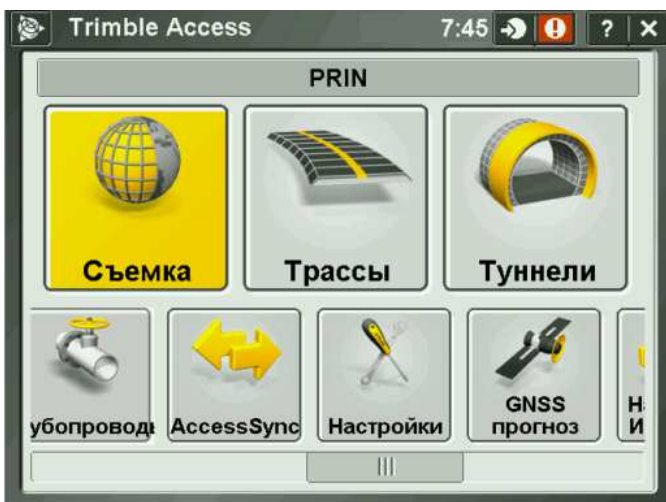 Trimble Access 7:45 ? ×
PRIN
Съемка Трассы Туннели
убопровод AccessSync Настройки GNSS прогноз